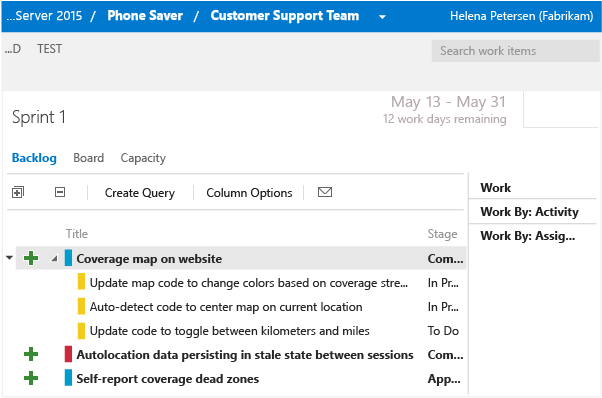 ...Server 2015 / Phone Saver / Customer Support Team Helena Petersen (Fabrikam)
...D TEST Search work items
May 13 - May 31
Sprint 1
12 work days remaining
Backlog Board Capacity
Create Query Column Options
Work
Work By: Activity
Work By: Assig...
Title Stage
Coverage map on website Com...
Update map code to change colors based on coverage stre... In Pr...
Auto-detect code to center map on current location In Pr...
Update code to toggle between kilometers and miles To Do
Autolocation data persisting in stale state between sessions Com...
Self-report coverage dead zones App...